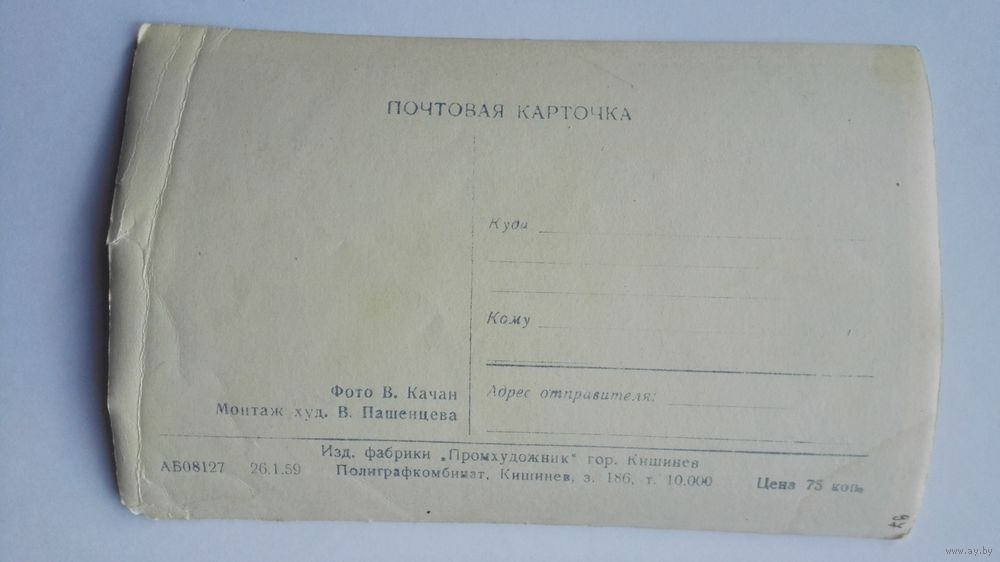 ПОЧТОВАЯ КАРТОЧКА
Куда
Кому
Адрес отправителя:
Фото В. Качан
Монтаж худ. В. Пашенцева
Изд. фабрики „Промхудожник" гор. Кишинев
АБ08127 26.1.59 Полиграфкомбинат, Кишинев, з. 186, т. 10.000 Цена 75 коп.
www.ay.by